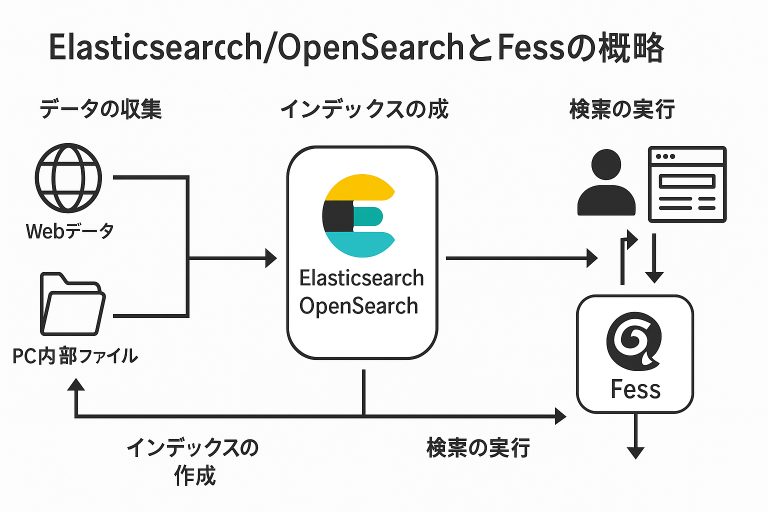 Elasticsearcch/OpenSearchとFessの概略
データの収集
インデックスの成
検索の実行
Webデータ
PC内部ファイル
Elasticsearch
OpenSearch
Fess
インデックスの
作成
検索の実行